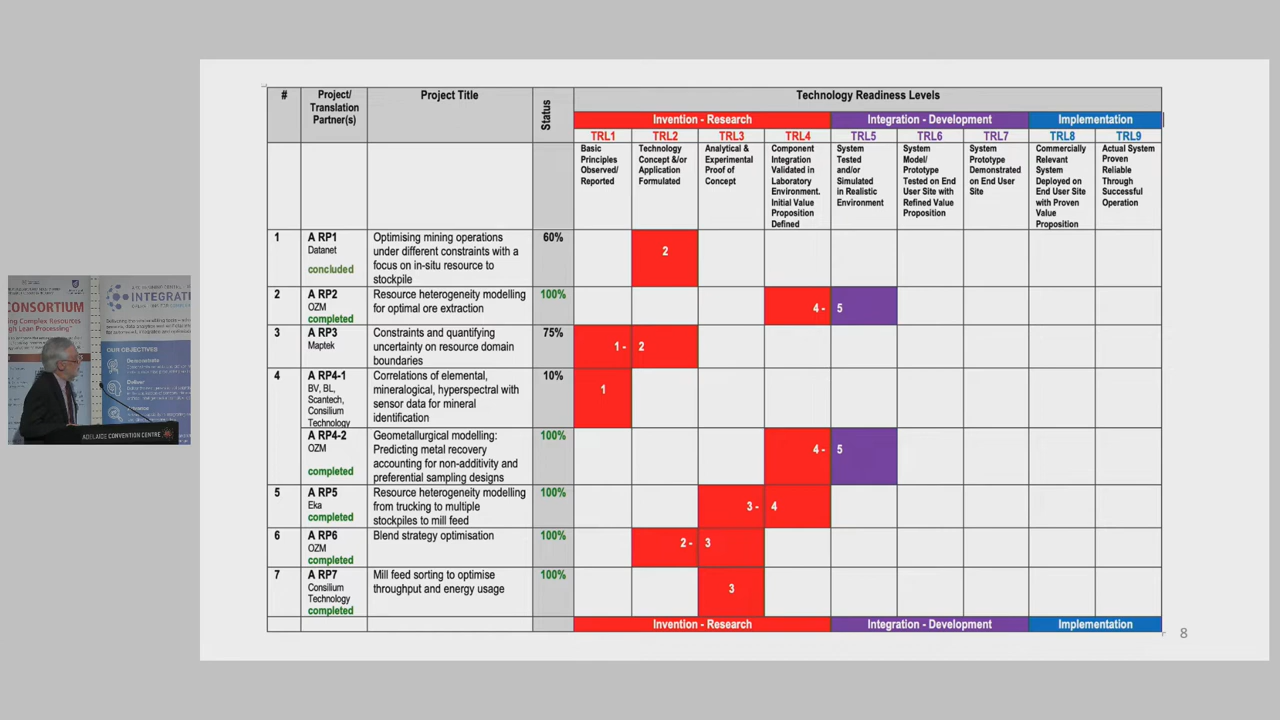 # Project/ Project Title Status Technology Readiness Levels
Translation
Partner(s)
Invention - Research Integration - Development Implementation
TRL1 TRL2 TRL3 TRL4 TRL5 TRL6 TRL7 TRL8 TRL9
Basic Principles Observed/ Reported
Technology Concept &/or Application Formulated
Analytical & Experimental Proof of Concept
Component Integration Validated in Laboratory Environment. Initial Value Proposition Defined
System Tested and/or Simulated in Realistic Environment
System Model/ Prototype Tested on End User Site with Refined Value Proposition
System Prototype Demonstrated on End User Site
Commercially Relevant System Deployed on End User Site with Proven Value Proposition
Actual System Proven Reliable Through Successful Operation
1 A RP1 Optimising mining operations 60%
Datanet under different constraints with a 2
concluded focus on in-situ resource to
stockpile
2 A RP2 Resource heterogeneity modelling 100%
OZM for optimal ore extraction 4 - 5
completed
3 A RP3 Constraints and quantifying 75%
Maptek uncertainty on resource domain 1 - 2
boundaries
4 A RP4-1 Correlations of elemental, 10%
BV, BL, mineralogical, hyperspectral with 1
Scantech, sensor data for mineral
Consilium identification
Technology
A RP4-2 Geometallurgical modelling: 100%
OZM Predicting metal recovery 4 - 5
accounting for non-additivity and
completed preferential sampling designs
5 A RP5 Resource heterogeneity modelling 100%
Eka from trucking to multiple 3 - 4
completed stockpiles to mill feed
6 A RP6 Blend strategy optimisation 100%
OZM 2 - 3
completed
7 A RP7 Mill feed sorting to optimise 100%
Consilium throughput and energy usage 3
Technology
completed
Invention - Research Integration - Development Implementation
8
CONSORTIUM
INTEGRAT
OUR OBJECTIVES
Demonstrate
Deliver
ADELAIDE CONVENTION CENTRE